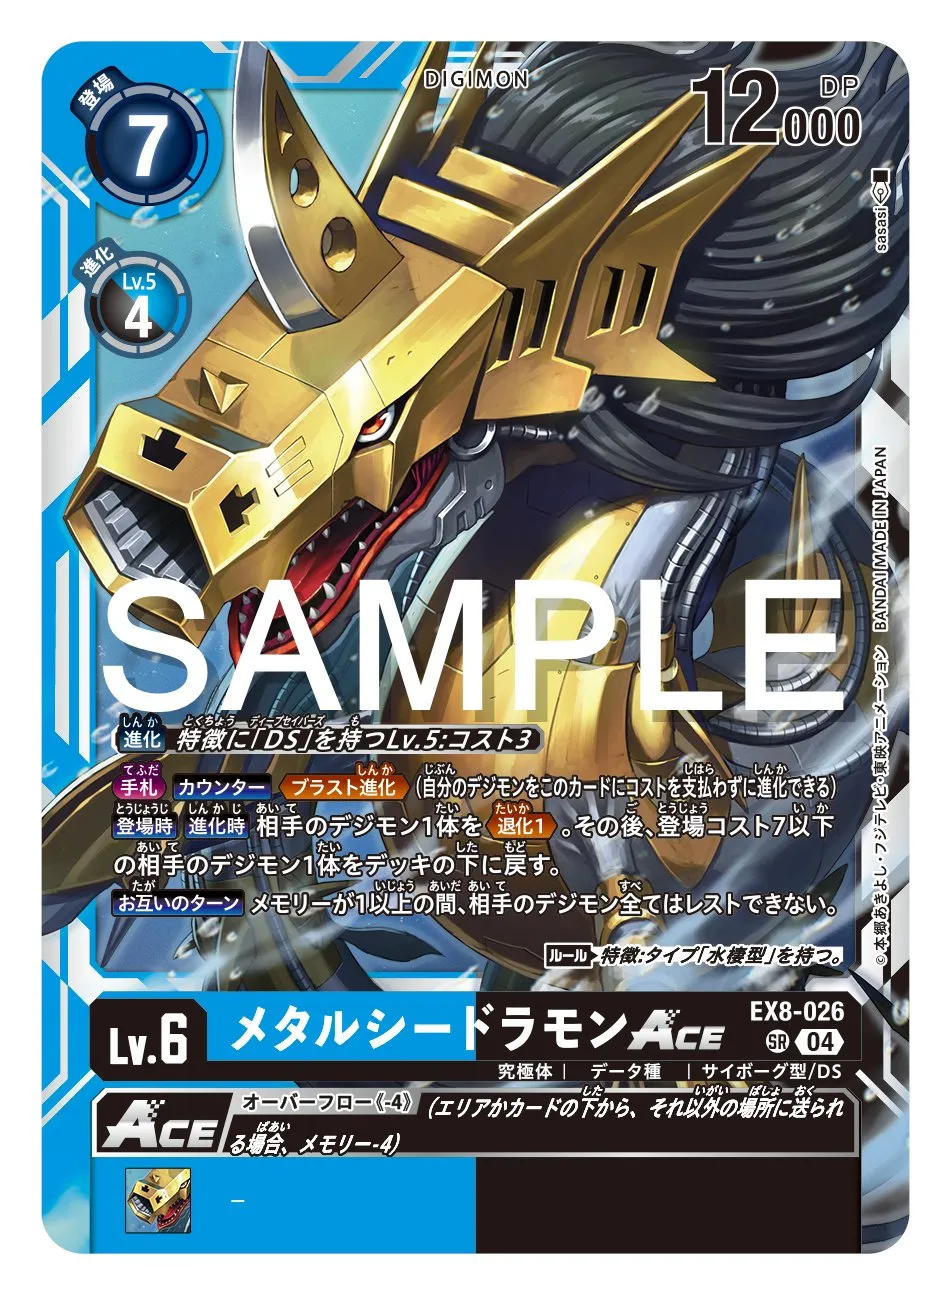 登場
7
DIGIMON
12000 DP
進化
Lv.5
4
sasasi
BANDAI MADE IN JAPAN
©本郷あきよし・フジテレビ・東映アニメーション
SAMPLE
進化 特徴に「DS」を持つLv.5:コスト3
手札 カウンター ブラスト進化 (自分のデジモンをこのカードにコストを支払わずに進化できる)
登場時 進化時 相手のデジモン1体を 退化1 。その後、登場コスト7以下
の相手のデジモン1体をデッキの下に戻す。
お互いのターン メモリーが1以上の間、相手のデジモン全てはレストできない。
ルール 特徴:タイプ「水棲型」を持つ。
Lv.6 メタルシードラモンACE
EX8-026
SR 04
究極体 | データ種 | サイボーグ型/DS
ACE オーバーフロー《-4》 (エリアかカードの下から、それ以外の場所に送られ
る場合、メモリー-4)
–